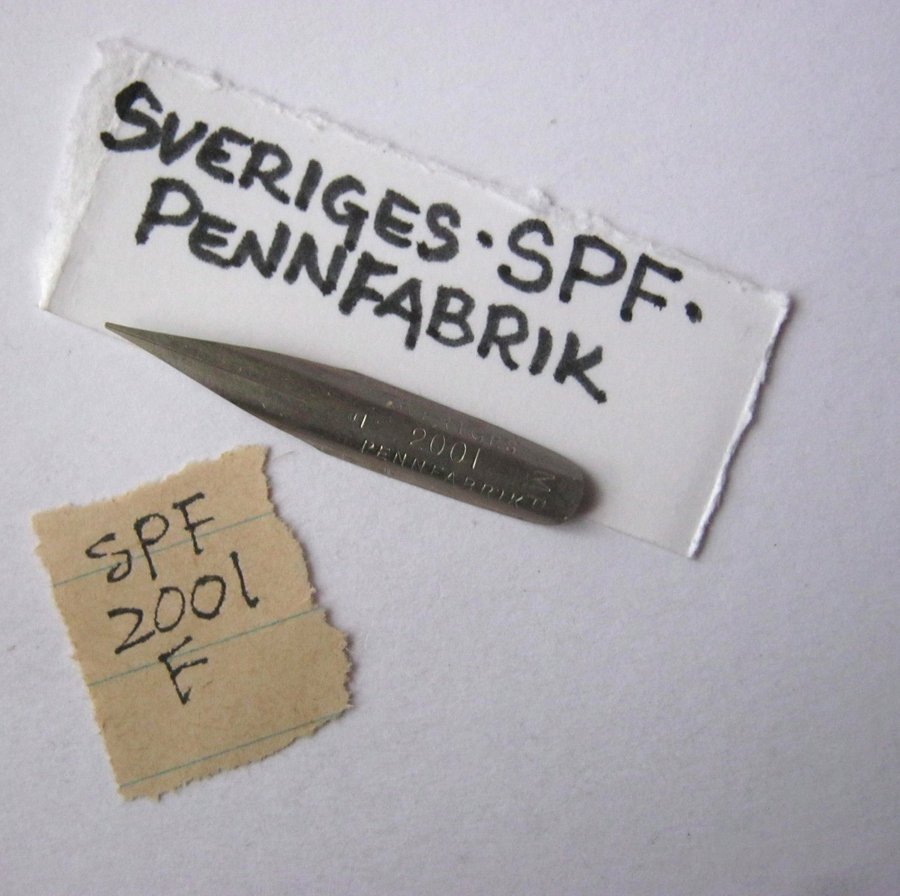 SVERIGES · SPF ·
PENNFABRIK
2001
PENNFABRIK
SPF
2001
F